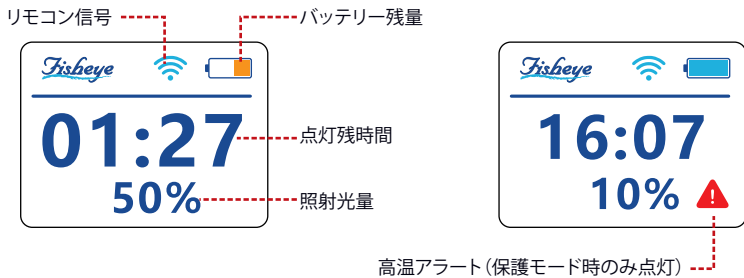 リモコン信号
バッテリー残量
Fisheye
Fisheye
01:27
点灯残時間
16:07
50%
照射光量
10%
高温アラート（保護モード時のみ点灯）